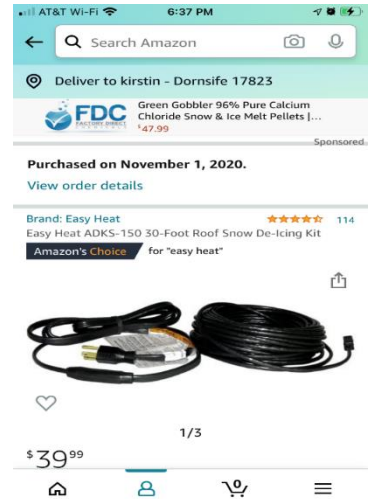 AT&T Wi-Fi 6:37 PM
Search Amazon
Deliver to kirstin - Dornsife 17823
FDC
FACTORY DIRECT
CHEMICALS
Green Gobbler 96% Pure Calcium
Chloride Snow & Ice Melt Pellets |...
$47.99
Sponsored
Purchased on November 1, 2020.
View order details
Brand: Easy Heat 114
Easy Heat ADKS-150 30-Foot Roof Snow De-Icing Kit
Amazon's Choice for "easy heat"
1/3
$39 99
0